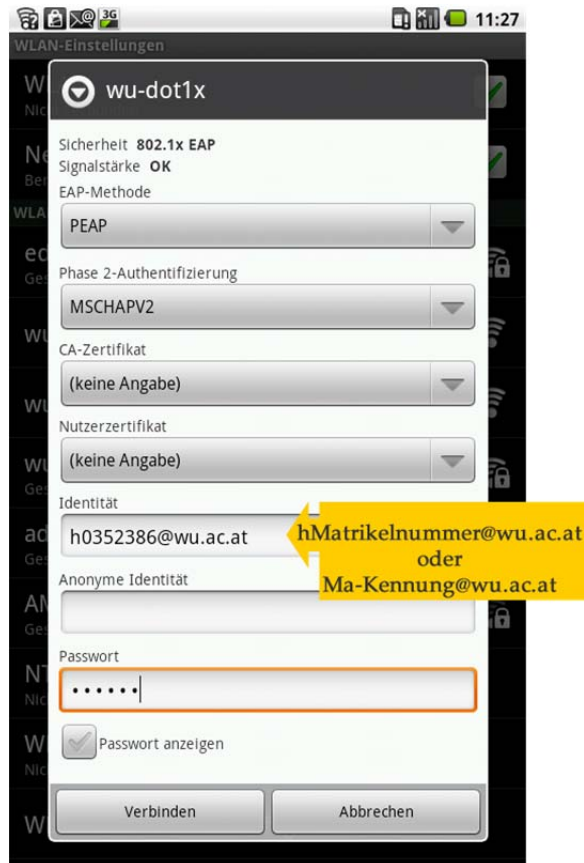 3G
11:27
WLAN-Einstellungen
wu-dot1x
Sicherheit 802.1x EAP
Signalstärke OK
EAP-Methode
PEAP
Phase 2-Authentifizierung
MSCHAPV2
CA-Zertifikat
(keine Angabe)
Nutzerzertifikat
(keine Angabe)
Identität
h0352386@wu.ac.at
hMatrikelnummer@wu.ac.at
oder
Ma-Kennung@wu.ac.at
Anonyme Identität
Passwort
••••••
Passwort anzeigen
Verbinden
Abbrechen